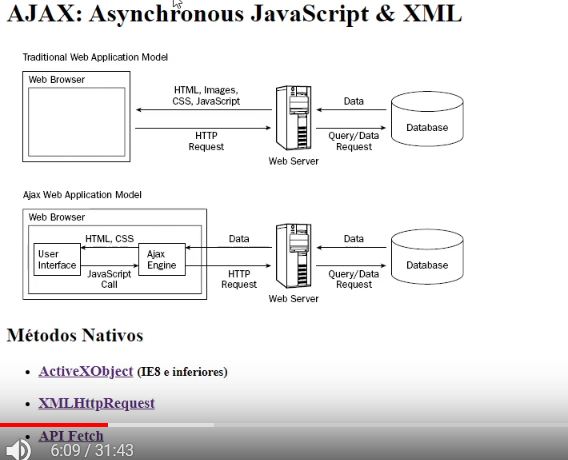 AJAX: Asynchronous JavaScript & XML
Traditional Web Application Model
Web Browser
HTML, Images,
CSS, JavaScript
HTTP
Request
Web Server
Data
Query/Data
Request
Database
Ajax Web Application Model
Web Browser
User
Interface
HTML, CSS
JavaScript
Call
Ajax
Engine
Data
HTTP
Request
Web Server
Data
Query/Data
Request
Database
Métodos Nativos
• ActiveXObject (IE8 e inferiores)
• XMLHttpRequest
• API Fetch
6:09 / 31:43